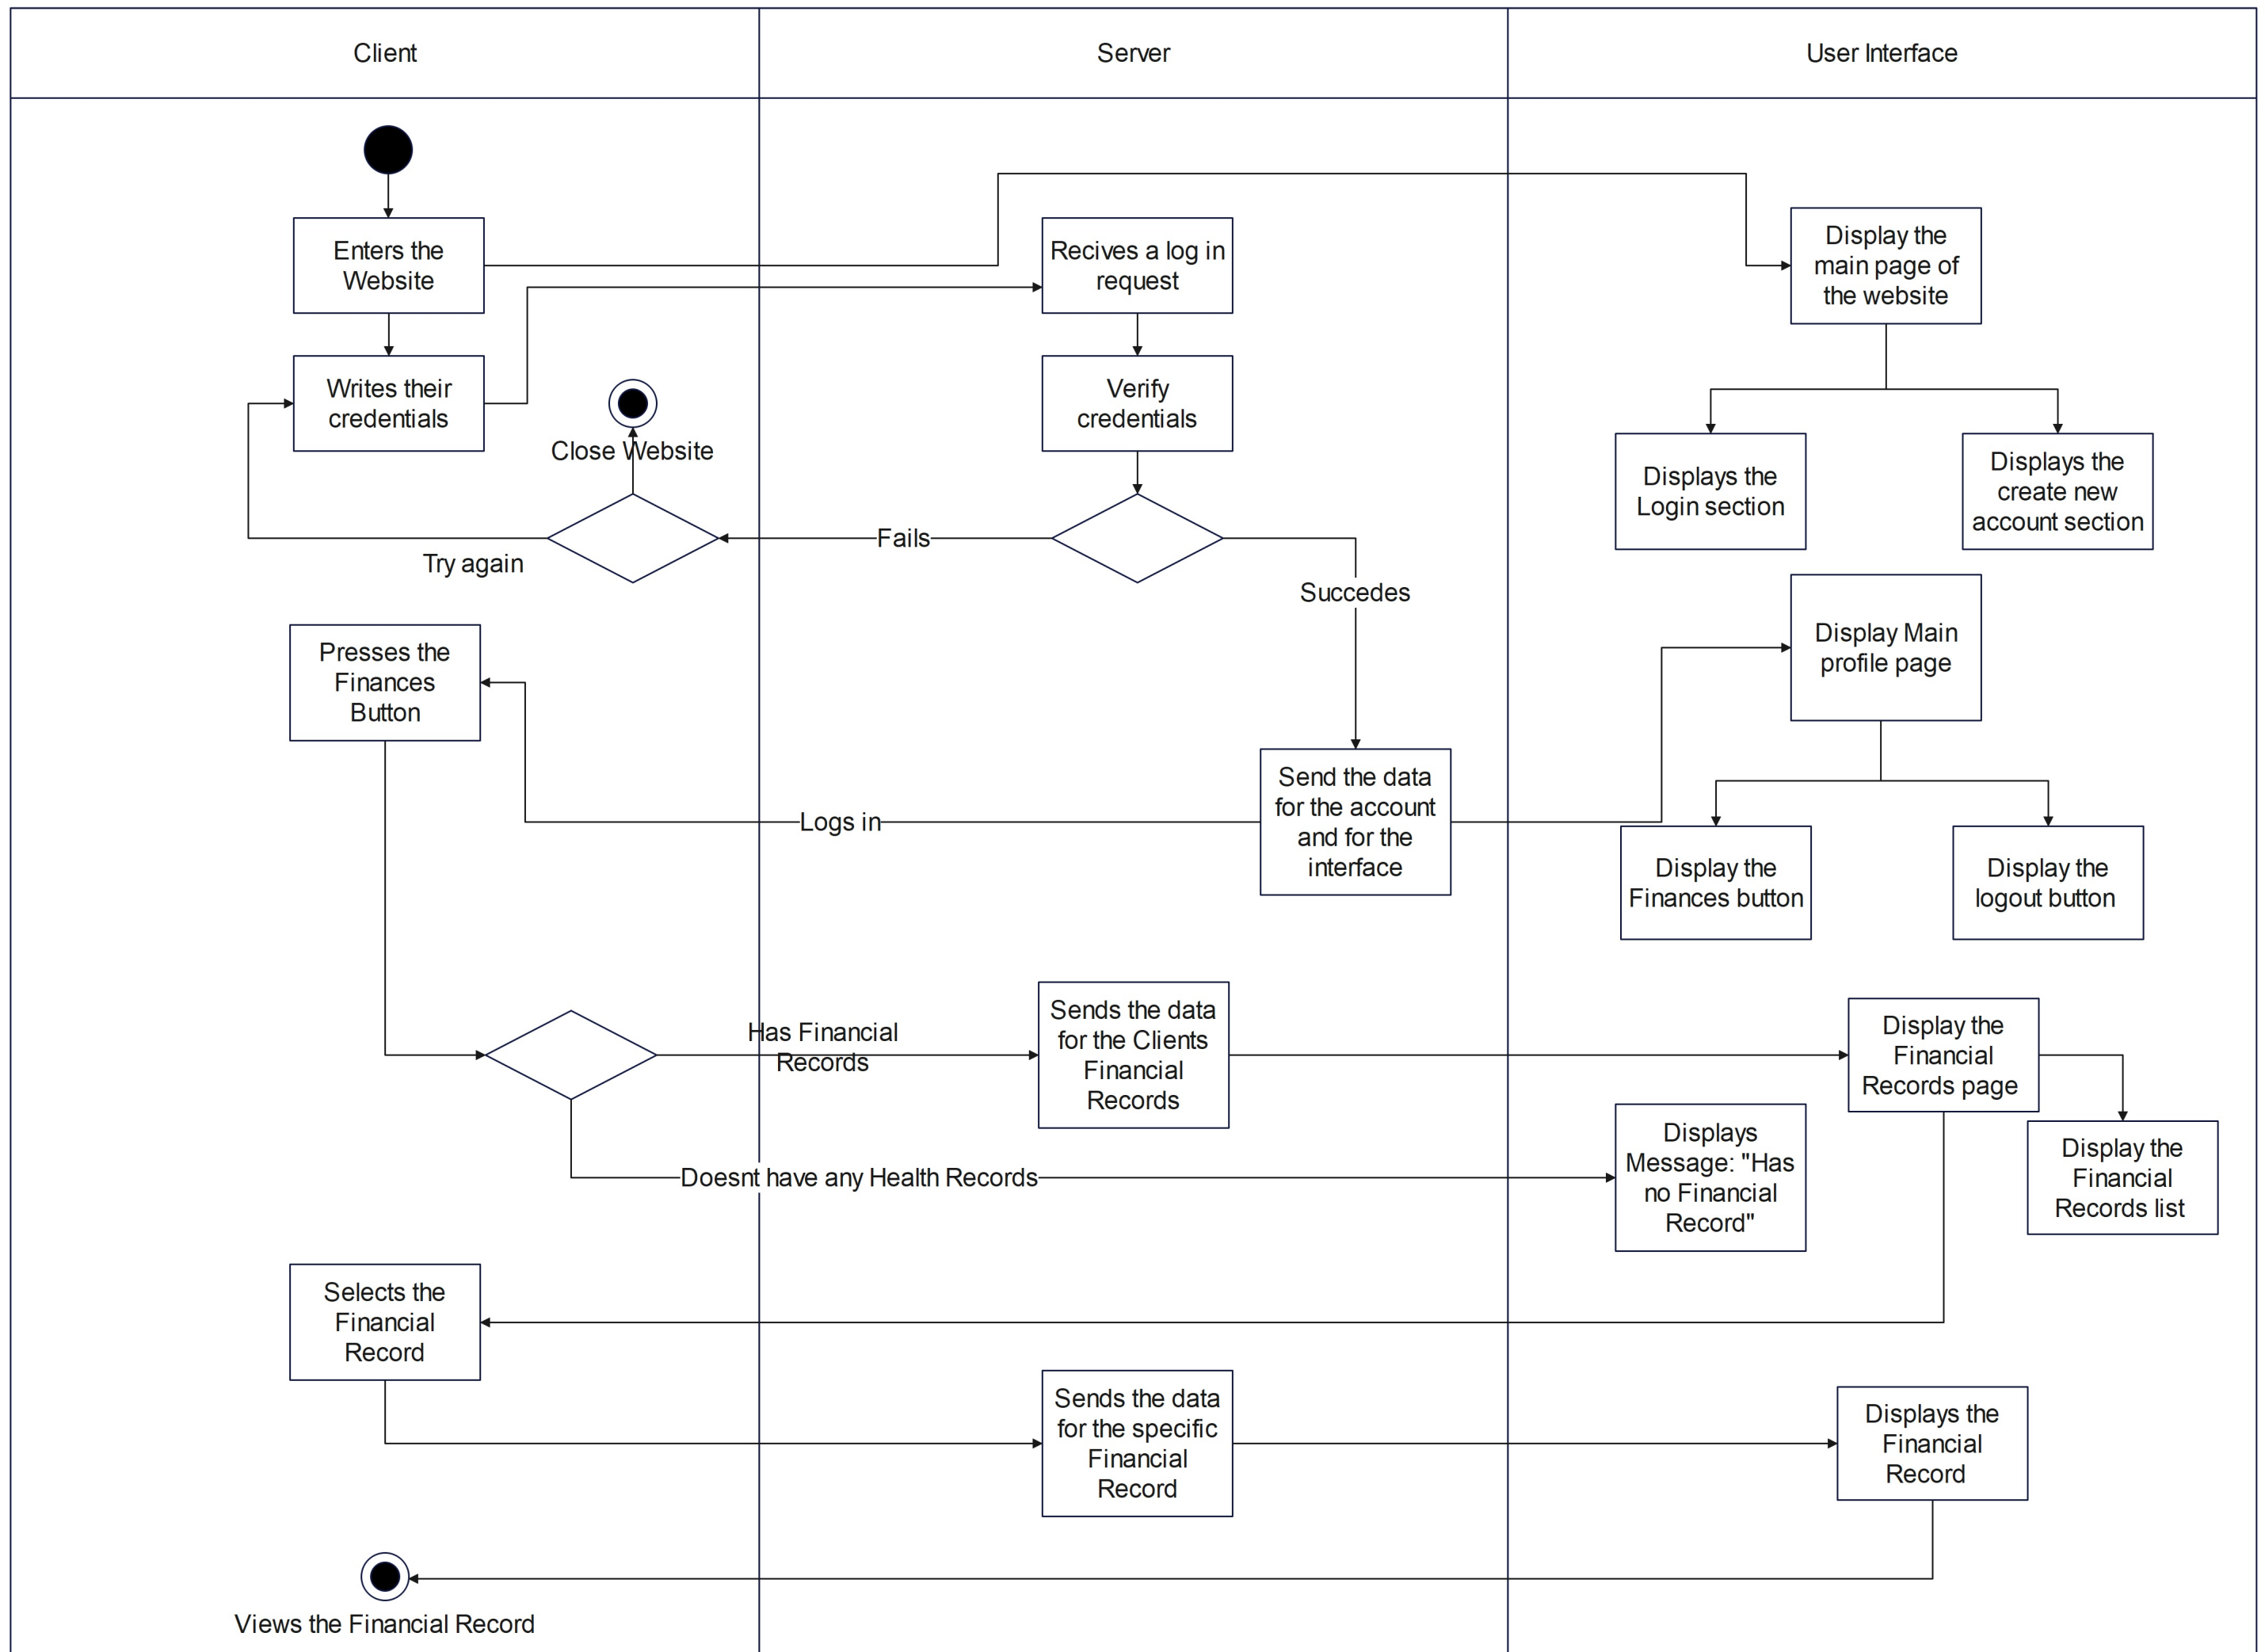 Client
Server
User Interface
Enters the
Website
Recives a log in
request
Display the
main page of
the website
Writes their
credentials
Close Website
Verify
credentials
Displays the
Login section
Displays the
create new
account section
Try again
Fails
Succedes
Presses the
Finances
Button
Display Main
profile page
Logs in
Send the data
for the account
and for the
interface
Display the
Finances button
Display the
logout button
Has Financial
Records
Sends the data
for the Clients
Financial
Records
Display the
Financial
Records page
Doesnt have any Health Records
Displays
Message: "Has
no Financial
Record"
Display the
Financial
Records list
Selects the
Financial
Record
Sends the data
for the specific
Financial
Record
Displays the
Financial
Record
Views the Financial Record